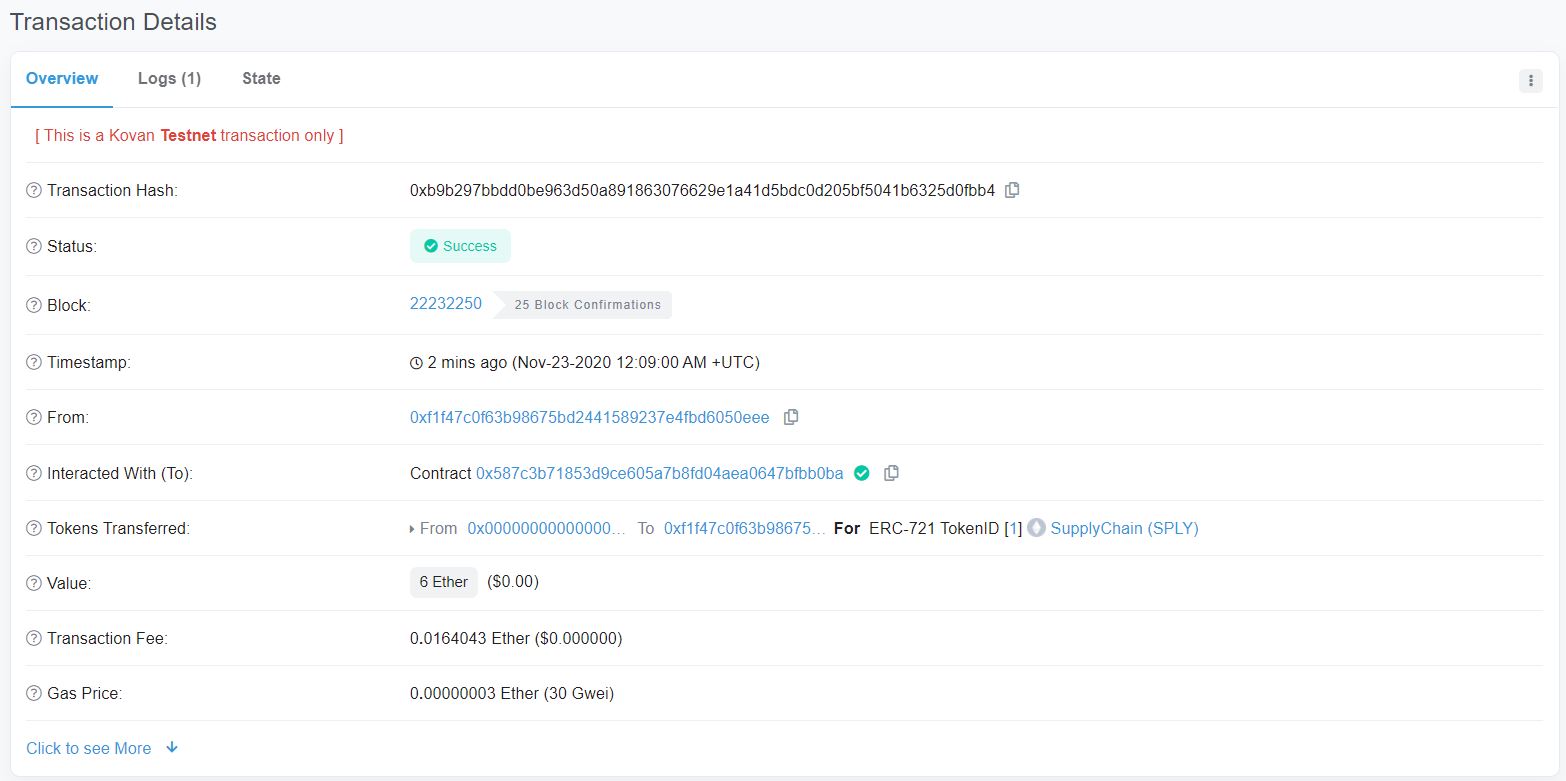 Transaction Details
Overview Logs (1) State
[ This is a Kovan Testnet transaction only ]
Transaction Hash: 0xb9b297bbdd0be963d50a891863076629e1a41d5bdc0d205bf5041b6325d0fbb4
Status: Success
Block: 22232250 25 Block Confirmations
Timestamp: 2 mins ago (Nov-23-2020 12:09:00 AM +UTC)
From: 0xf1f47c0f63b98675bd2441589237e4fbd6050eee
Interacted With (To): Contract 0x587c3b71853d9ce605a7b8fd04aea0647bfbb0ba
Tokens Transferred: From 0x00000000000000... To 0xf1f47c0f63b98675... For ERC-721 TokenID [1] SupplyChain (SPLY)
Value: 6 Ether ($0.00)
Transaction Fee: 0.0164043 Ether ($0.000000)
Gas Price: 0.00000003 Ether (30 Gwei)
Click to see More